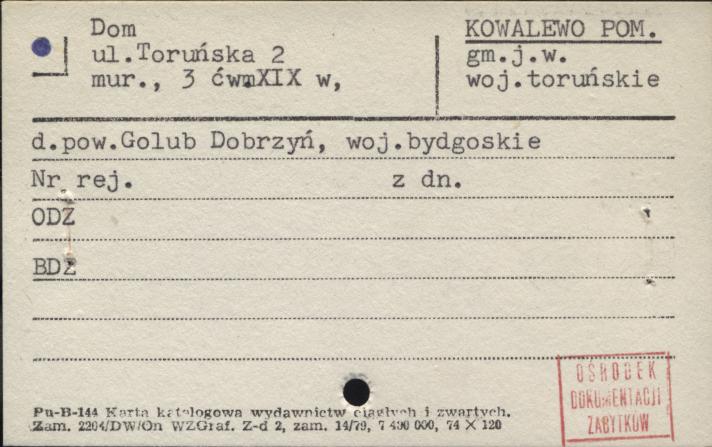 Dom
ul.Toruńska 2
mur., 3 ćwmXIX w,
KOWALEWO POM.
gm.j.w.
woj.toruńskie
d.pow.Golub Dobrzyń, woj.bydgoskie
Nr rej. z dn.
ODZ
BDZ
Pu-B-144 Karta katalogowa wydawnictw ciągłych i zwartych.
Zam. 2204/DW/On WZGraf. Z-d 2, zam. 14/79, 7 490 000, 74 X 120
OŚRODEK
DOKUMENTACJI
ZABYTKÓW